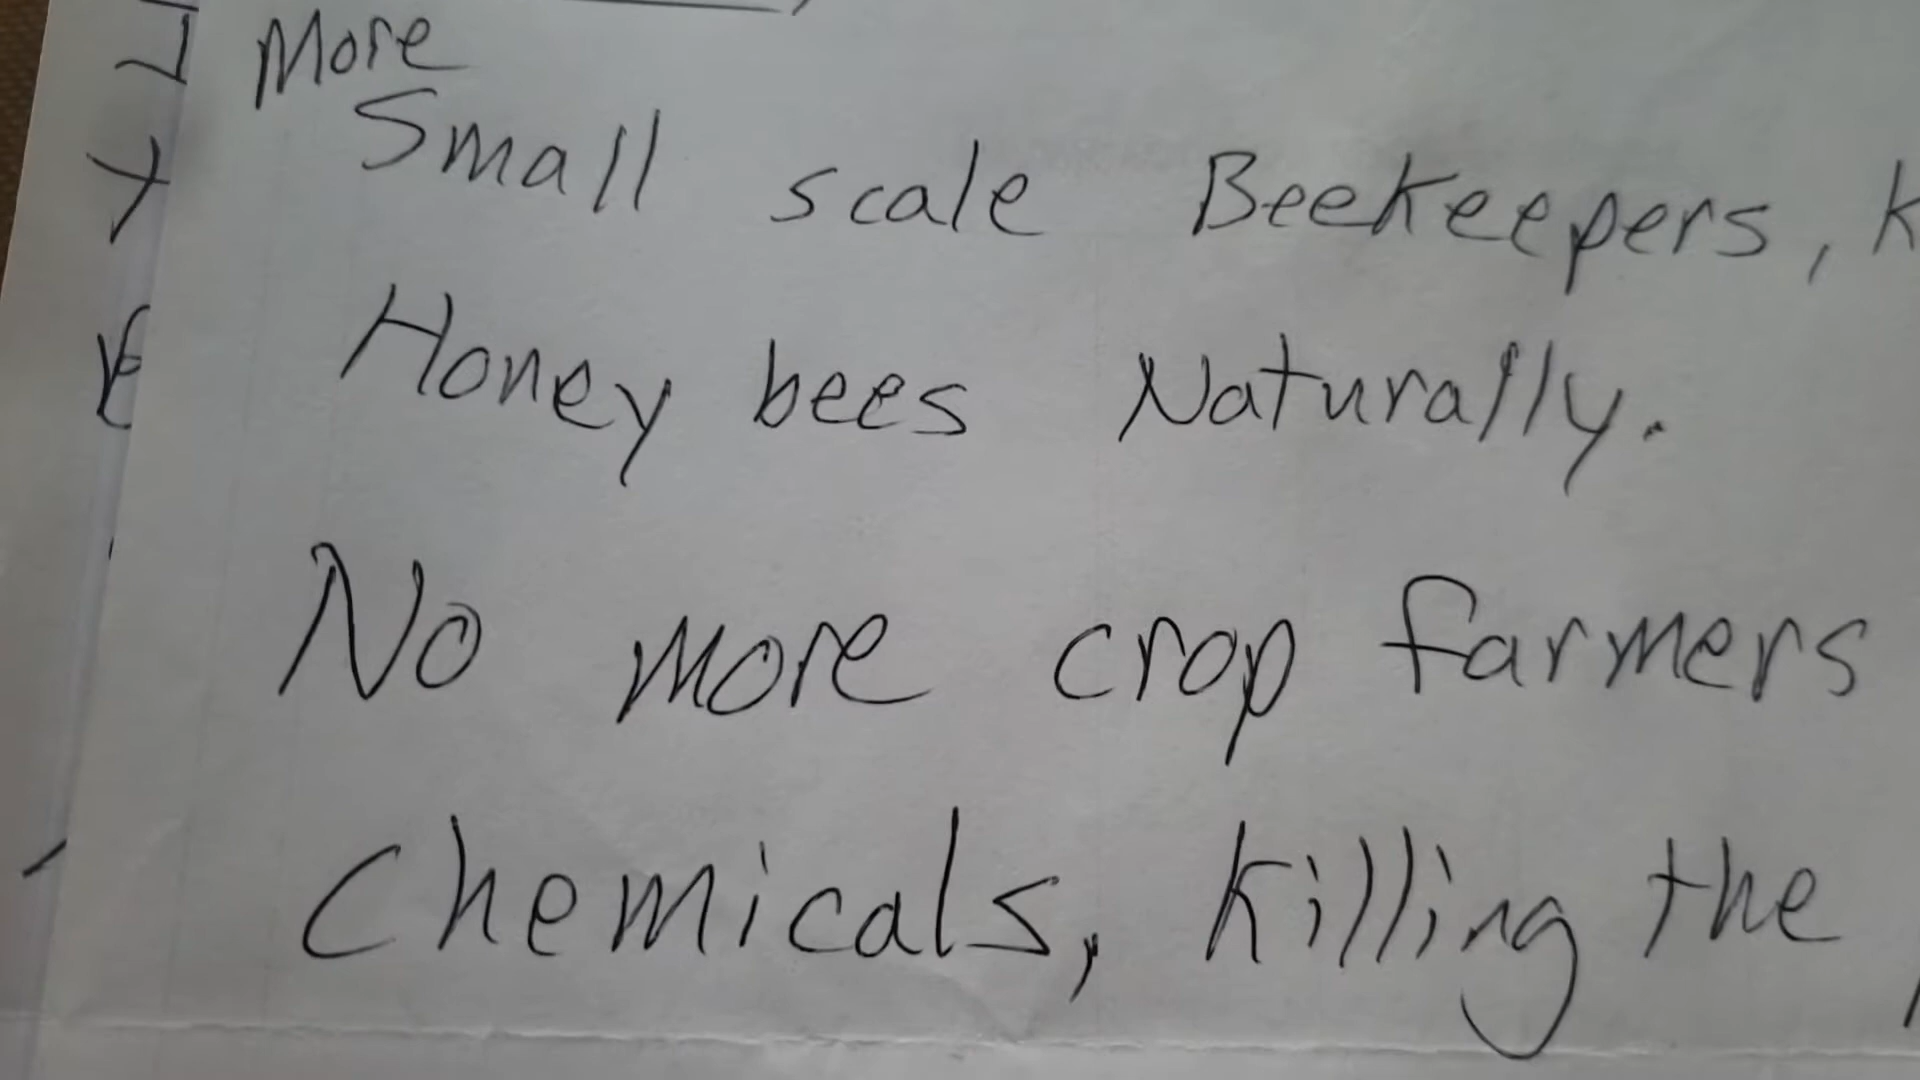 More
Small scale Beekeepers, K
Honey bees Naturally.
No more crop farmers
Chemicals, Killing the